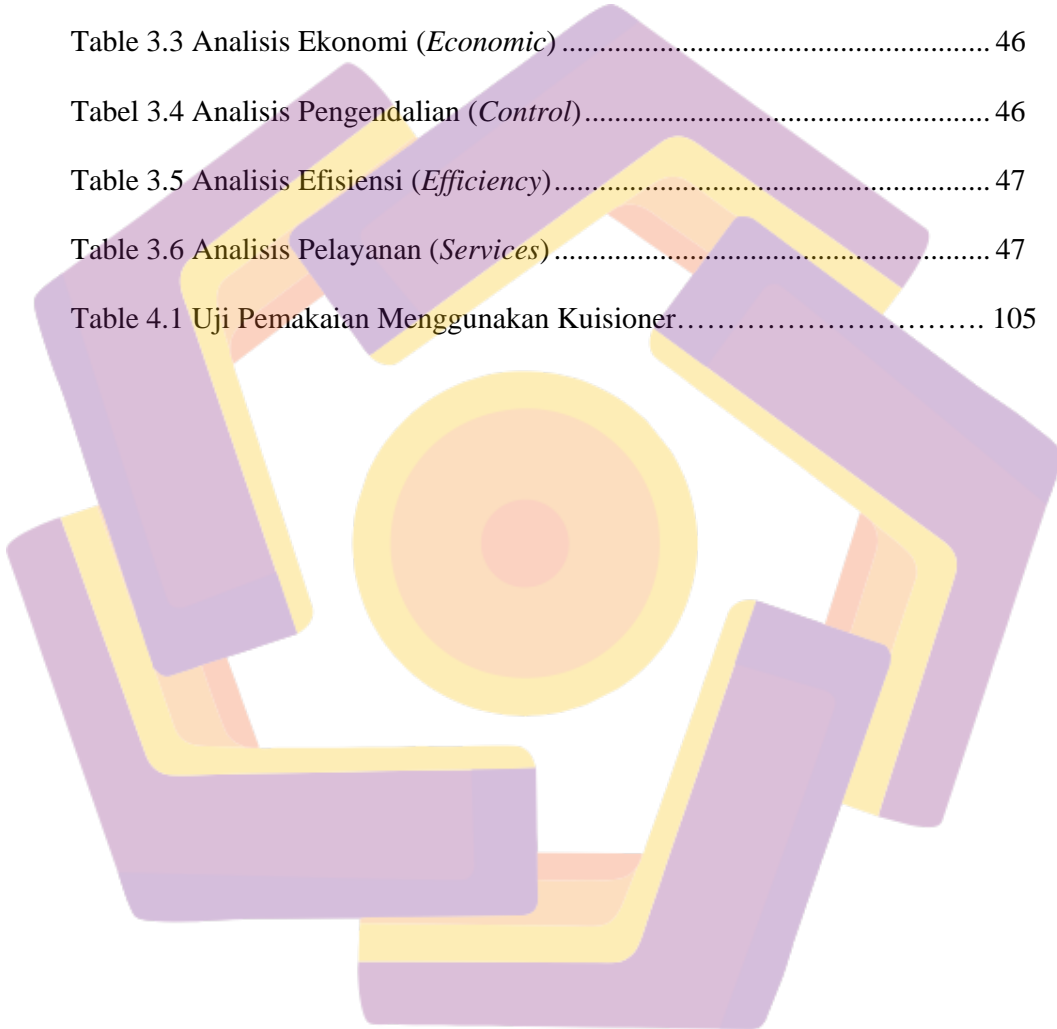 Table 3.3 Analisis Ekonomi (Economic) ....................................................... 46
Tabel 3.4 Analisis Pengendalian (Control) .................................................... 46
Table 3.5 Analisis Efisiensi (Efficiency) ........................................................ 47
Table 3.6 Analisis Pelayanan (Services) ........................................................ 47
Table 4.1 Uji Pemakaian Menggunakan Kuisioner…………………………. 105